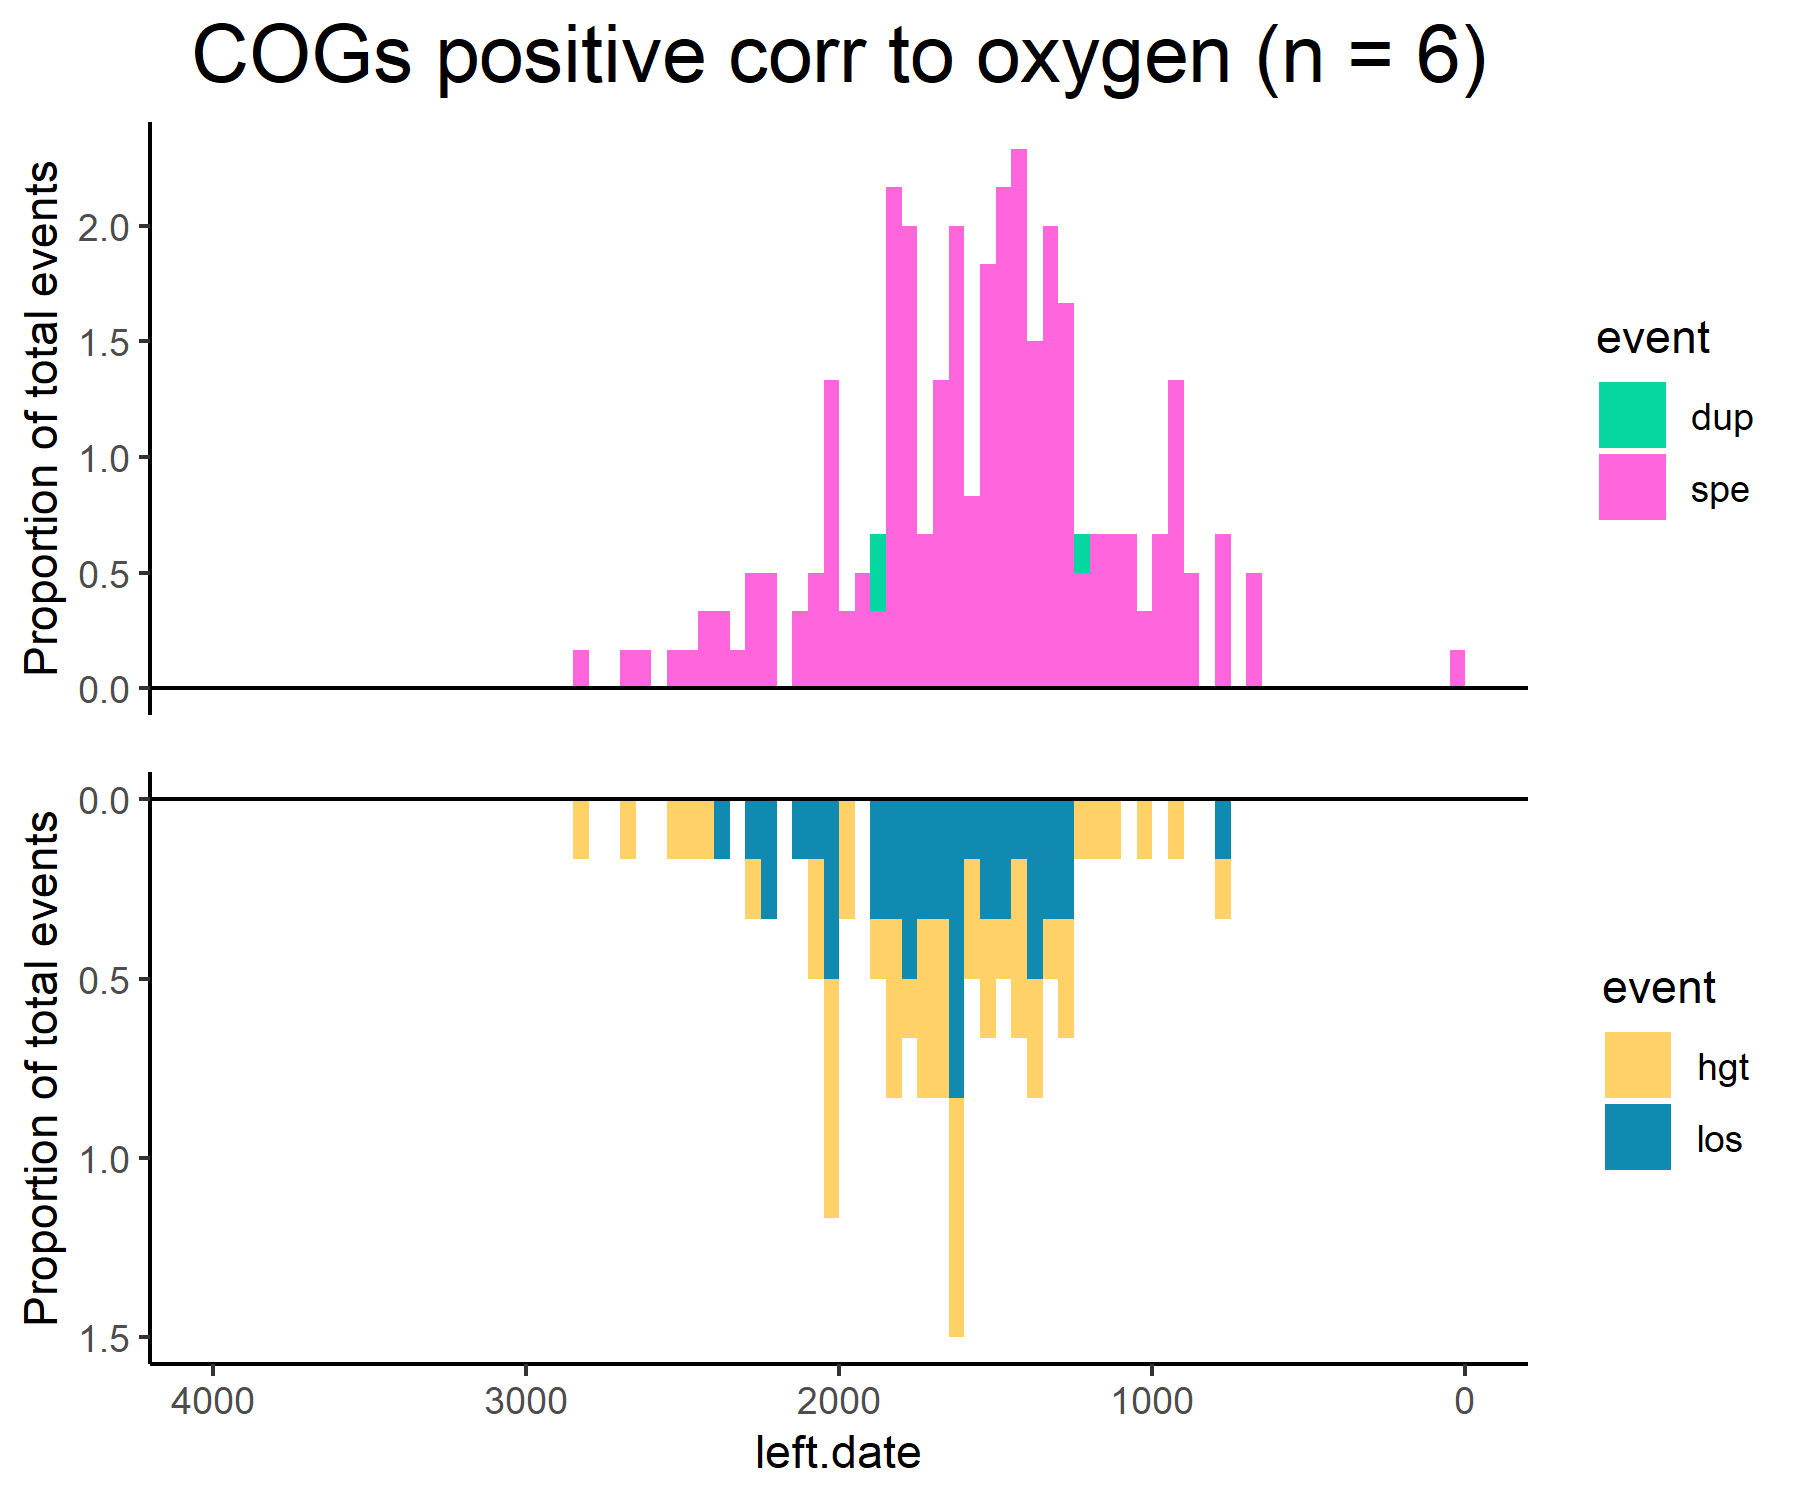 COGs positive corr to oxygen (n = 6)
Proportion of total events
2.0
1.5
1.0
0.5
0.0
event
dup
spe
Proportion of total events
0.0
0.5
1.0
1.5
event
hgt
los
4000 3000 2000 1000 0
left.date